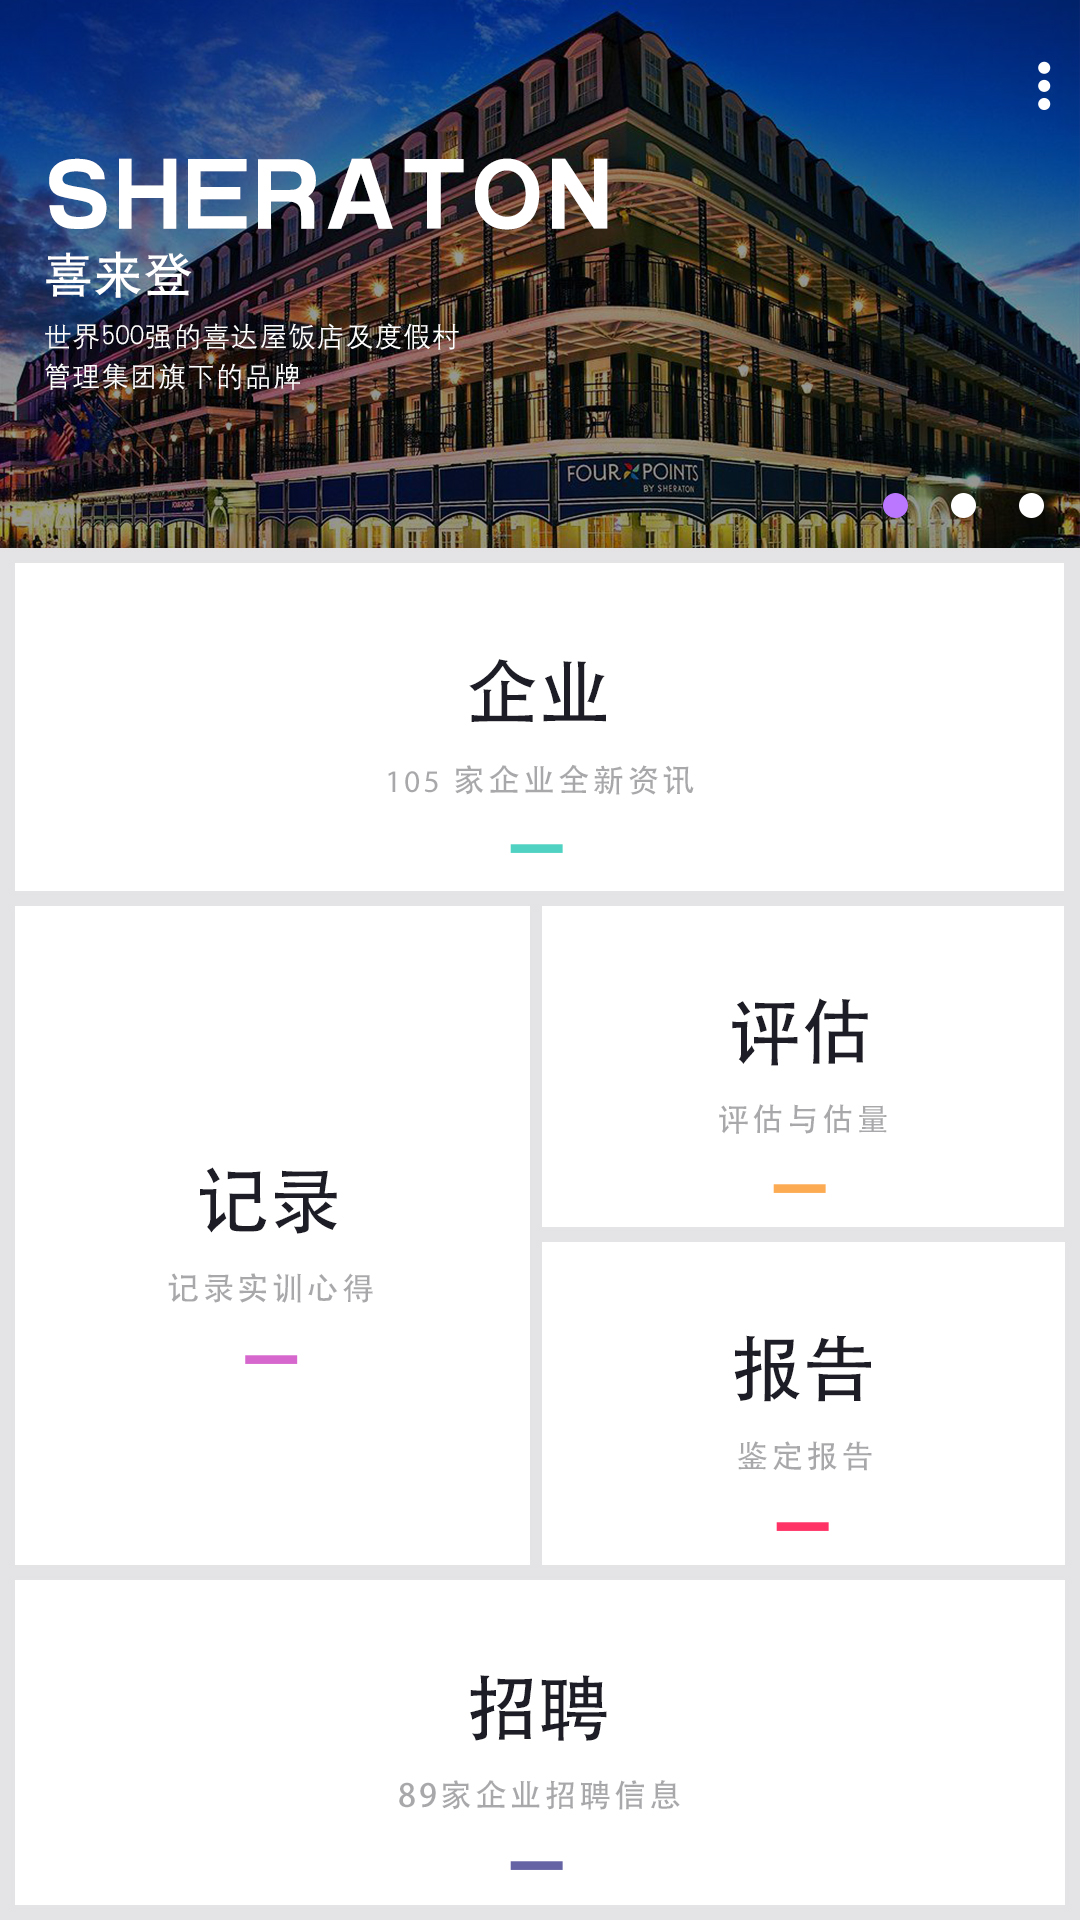 SHERATON
喜来登
世界500强的喜达屋饭店及度假村
管理集团旗下的品牌
FOUR POINTS
BY SHERATON
企业
105 家企业全新资讯
评估
评估与估量
记录
记录实训心得
报告
鉴定报告
招聘
89家企业招聘信息